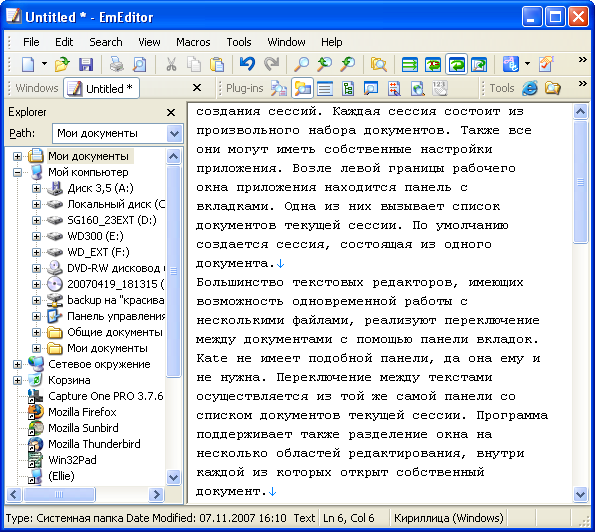 Untitled * - EmEditor
File Edit Search View Macros Tools Window Help
Windows Untitled * Plug-ins Tools
Explorer
Path: Мои документы
Мои документы
Мой компьютер
Диск 3,5 (A:)
Локальный диск (C
SG160_23EXT (D:)
WD300 (E:)
WD_EXT (F:)
DVD-RW дисковод
20070419_181315 (
backup на "красива
Панель управления
Общие документы
Мои документы
Сетевое окружение
Корзина
Capture One PRO 3.7.6
Mozilla Firefox
Mozilla Sunbird
Mozilla Thunderbird
Win32Pad
(Ellie)
создания сессий. Каждая сессия состоит из
произвольного набора документов. Также все
они могут иметь собственные настройки
приложения. Возле левой границы рабочего
окна приложения находится панель с
вкладками. Одна из них вызывает список
документов текущей сессии. По умолчанию
создается сессия, состоящая из одного
документа.↓
Большинство текстовых редакторов, имеющих
возможность одновременной работы с
несколькими файлами, реализуют переключение
между документами с помощью панели вкладок.
Kate не имеет подобной панели, да она ему и
не нужна. Переключение между текстами
осуществляется из той же самой панели со
списком документов текущей сессии. Программа
поддерживает также разделение окна на
несколько областей редактирования, внутри
каждой из которых открыт собственный
документ.↓
Type: Системная папка Date Modified: 07.11.2007 16:10 Text Ln 6, Col 6 Кириллица (Windows)